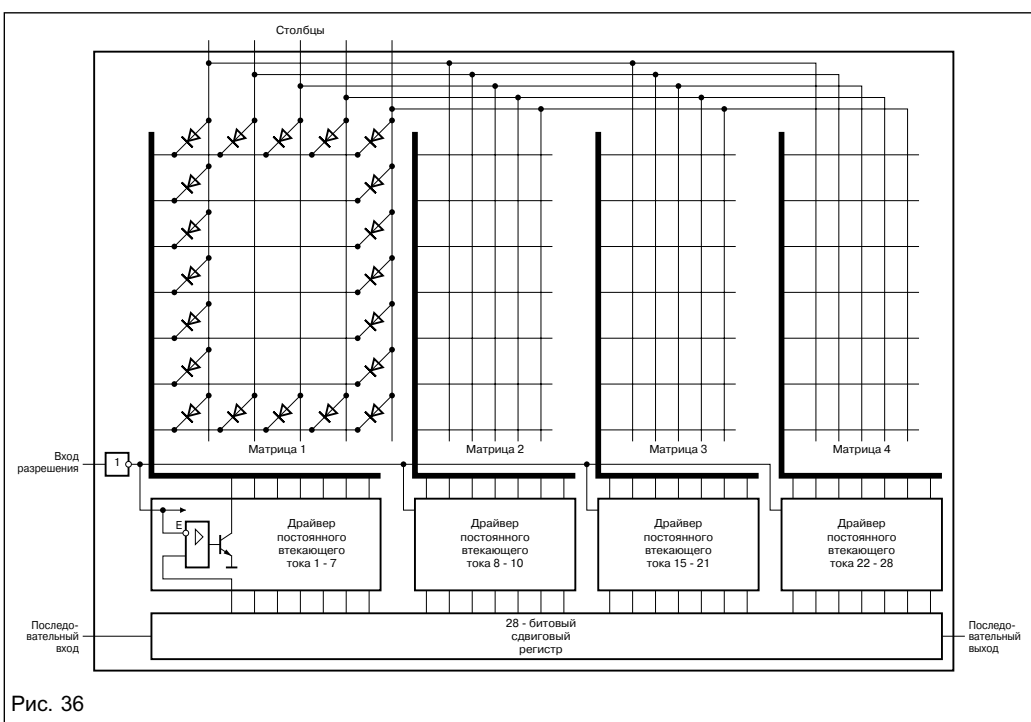 Столбцы
Матрица 1
Матрица 2
Матрица 3
Матрица 4
Вход
разрешения
1
E
Драйвер
постоянного
втекающего
тока 1 - 7
Драйвер
постоянного
втекающего
тока 8 - 10
Драйвер
постоянного
втекающего
тока 15 - 21
Драйвер
постоянного
втекающего
тока 22 - 28
Последо-
вательный
вход
28 - битовый
сдвиговый
регистр
Последо-
вательный
выход
Рис. 36